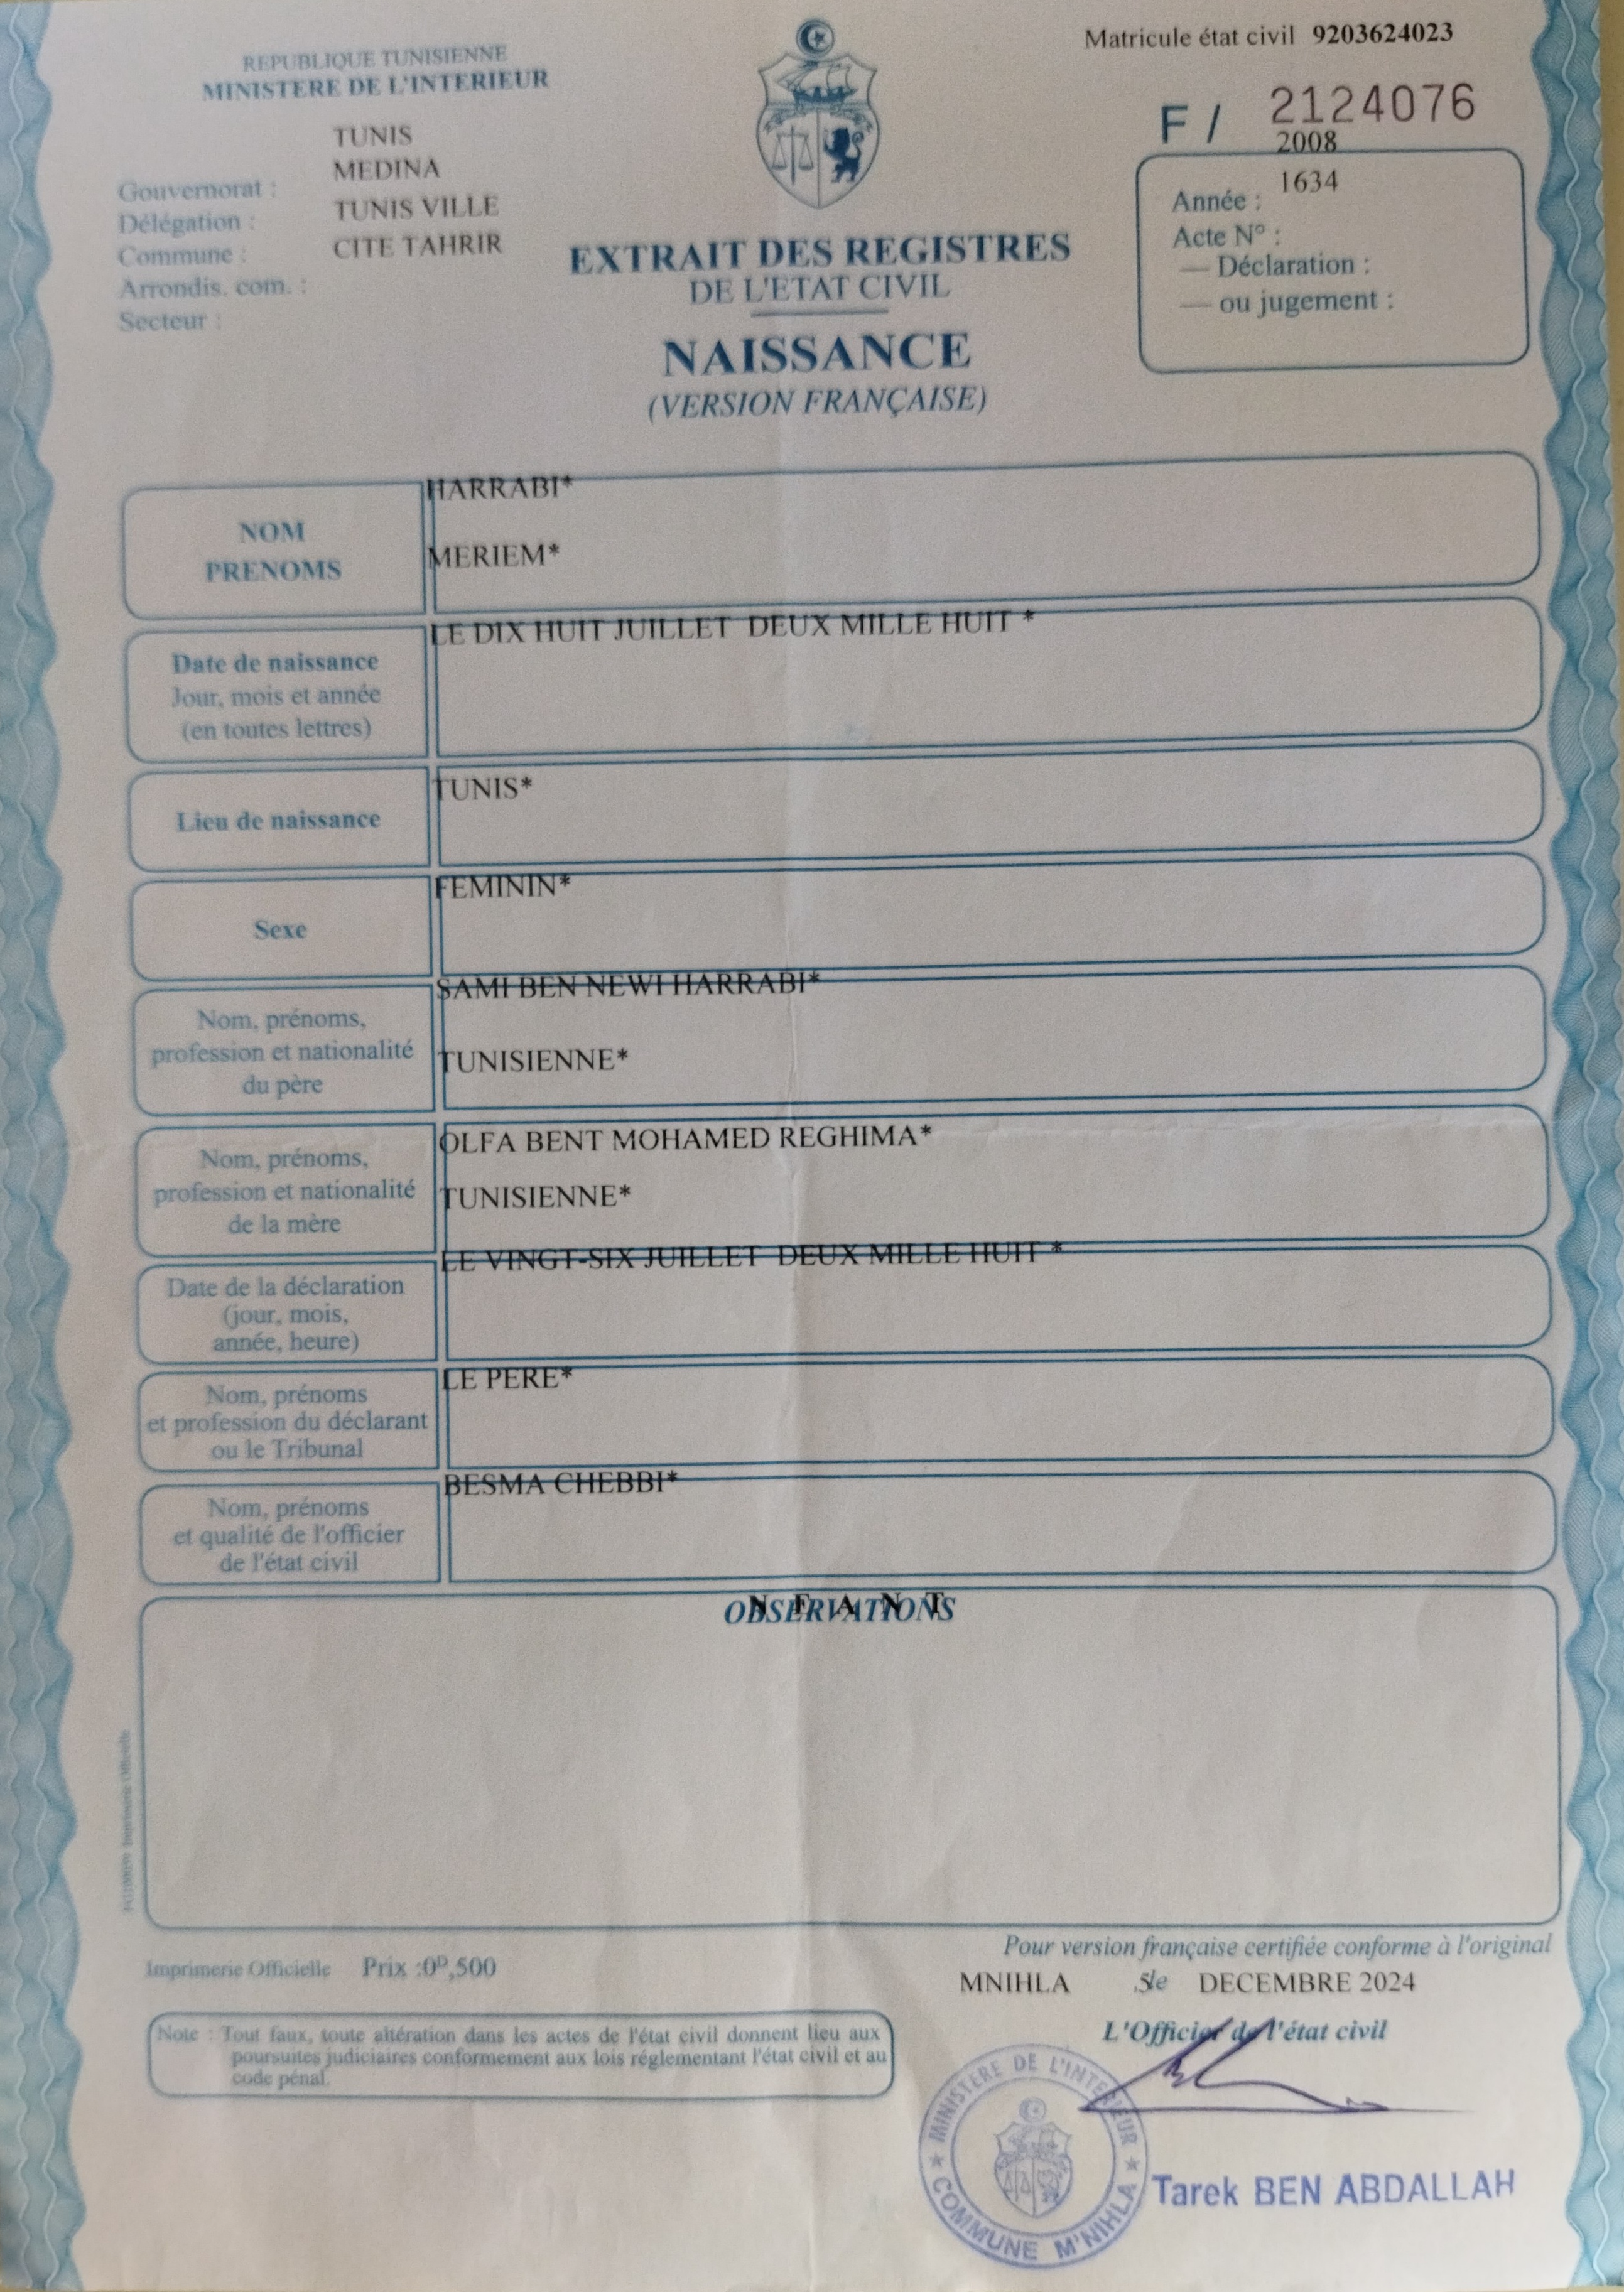 REPUBLIQUE TUNISIENNE
MINISTERE DE L'INTERIEUR
TUNIS
MEDINA
Gouvernorat :
TUNIS VILLE
Délégation :
CITE TAHRIR
Commune :
Arrondis. com. :
Secteur :
Matricule état civil 9203624023
F / 2124076
2008
1634
Année :
Acte N° :
— Déclaration :
— ou jugement :
EXTRAIT DES REGISTRES
DE L'ETAT CIVIL
NAISSANCE
(VERSION FRANÇAISE)
NOM
PRENOMS
HARRABI*
MERIEM*
Date de naissance
Jour, mois et année
(en toutes lettres)
LE DIX HUIT JUILLET DEUX MILLE HUIT *
Lieu de naissance
TUNIS*
Sexe
FEMININ*
Nom, prénoms,
profession et nationalité
du père
SAMI BEN NEWI HARRABI*
TUNISIENNE*
Nom, prénoms,
profession et nationalité
de la mère
OLFA BENT MOHAMED REGHIMA*
TUNISIENNE*
Date de la déclaration
(jour, mois,
année, heure)
LE VINGT-SIX JUILLET DEUX MILLE HUIT *
Nom, prénoms
et profession du déclarant
ou le Tribunal
LE PERE*
Nom, prénoms
et qualité de l'officier
de l'état civil
BESMA CHEBBI*
OBSERVATIONS
N E A N T
Imprimerie Officielle Prix :0ᴰ,500
Note : Tout faux, toute altération dans les actes de l'état civil donnent lieu aux
poursuites judiciaires conformement aux lois réglementant l'état civil et au
code pénal.
Pour version française certifiée conforme à l'original
MNIHLA ,5 le DECEMBRE 2024
L'Officier de l'état civil
MINISTERE DE L'INTERIEUR
COMMUNE M'NIHLA
Tarek BEN ABDALLAH